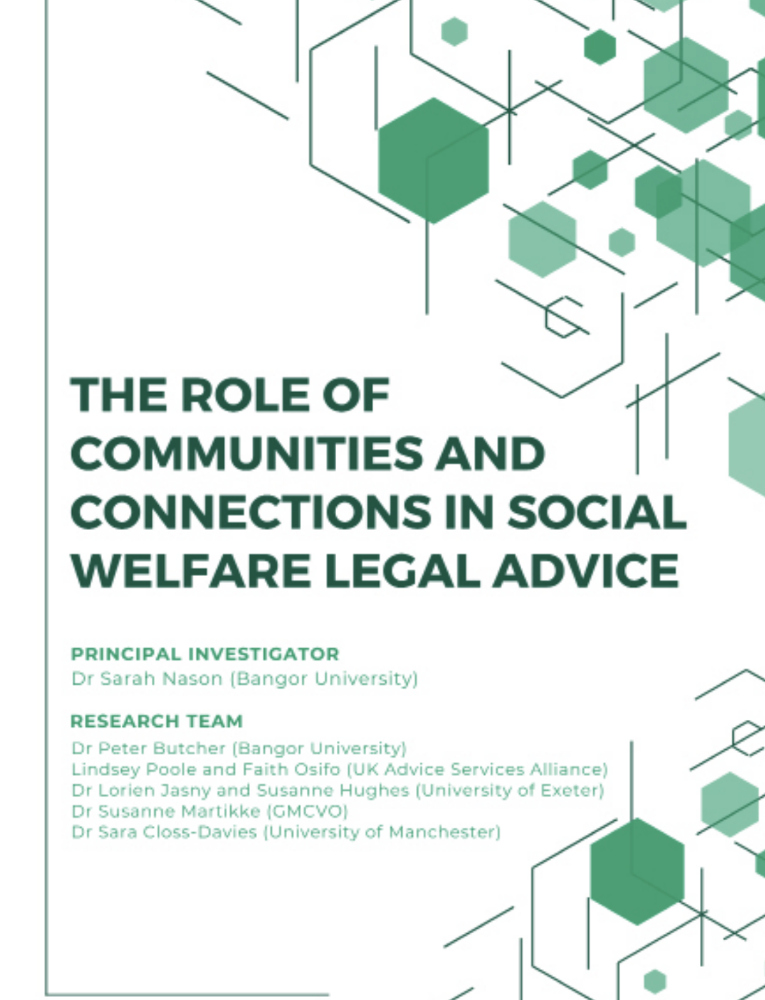 THE ROLE OF
COMMUNITIES AND
CONNECTIONS IN SOCIAL
WELFARE LEGAL ADVICE
PRINCIPAL INVESTIGATOR
Dr Sarah Nason (Bangor University)
RESEARCH TEAM
Dr Peter Butcher (Bangor University)
Lindsey Poole and Faith Osifo (UK Advice Services Alliance)
Dr Lorien Jasny and Susanne Hughes (University of Exeter)
Dr Susanne Martikke (GMCVO)
Dr Sara Closs-Davies (University of Manchester)